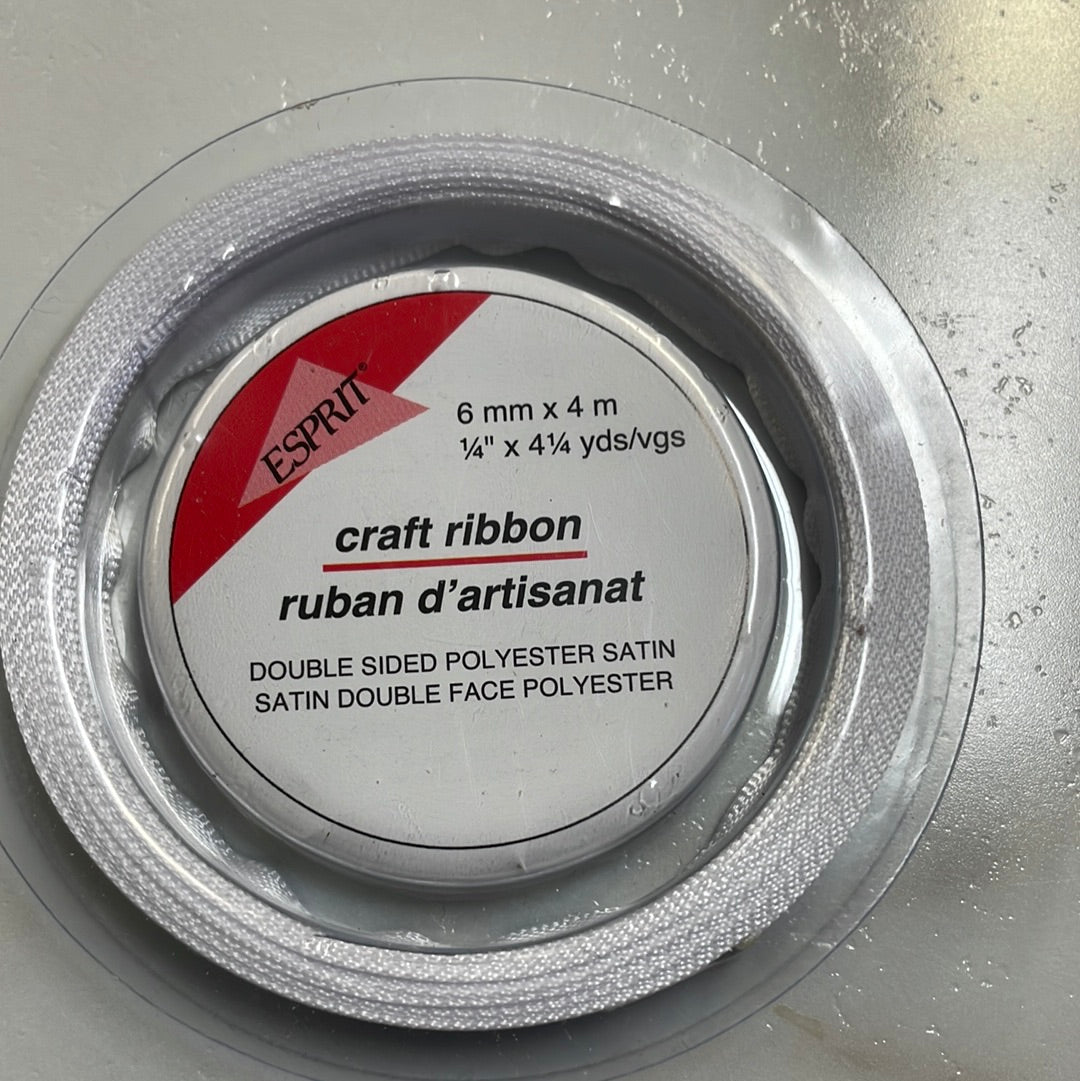 ESPRIT®
6 mm x 4 m
¼" x 4¼ yds/vgs
craft ribbon
ruban d'artisanat
DOUBLE SIDED POLYESTER SATIN
SATIN DOUBLE FACE POLYESTER